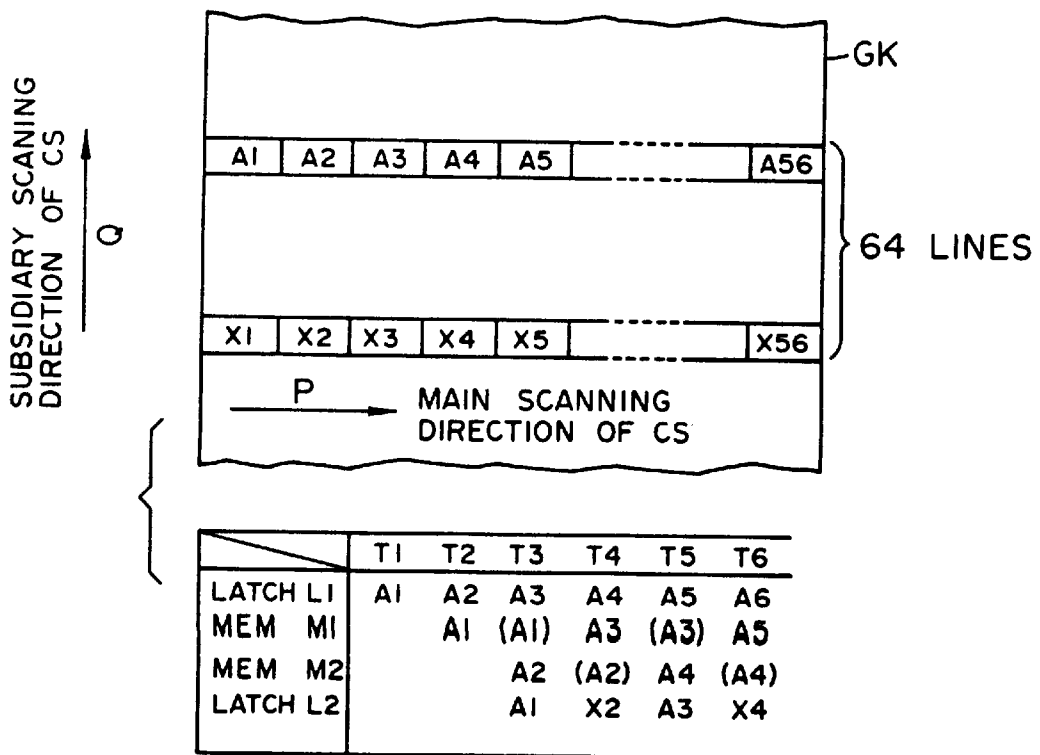 GK
SUBSIDIARY SCANING
DIRECTION OF CS
Q
A1 A2 A3 A4 A5 A56
64 LINES
X1 X2 X3 X4 X5 X56
P
MAIN SCANNING
DIRECTION OF CS
T1 T2 T3 T4 T5 T6
LATCH L1 A1 A2 A3 A4 A5 A6
MEM M1 A1 (A1) A3 (A3) A5
MEM M2 A2 (A2) A4 (A4)
LATCH L2 A1 X2 A3 X4